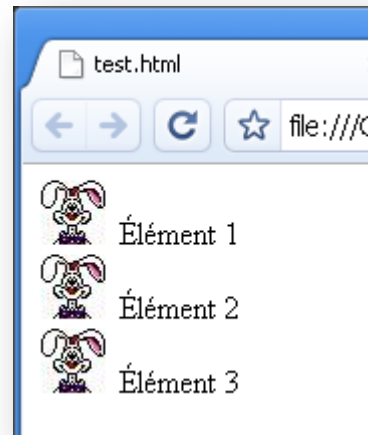 test.html
file:///
Élément 1
Élément 2
Élément 3